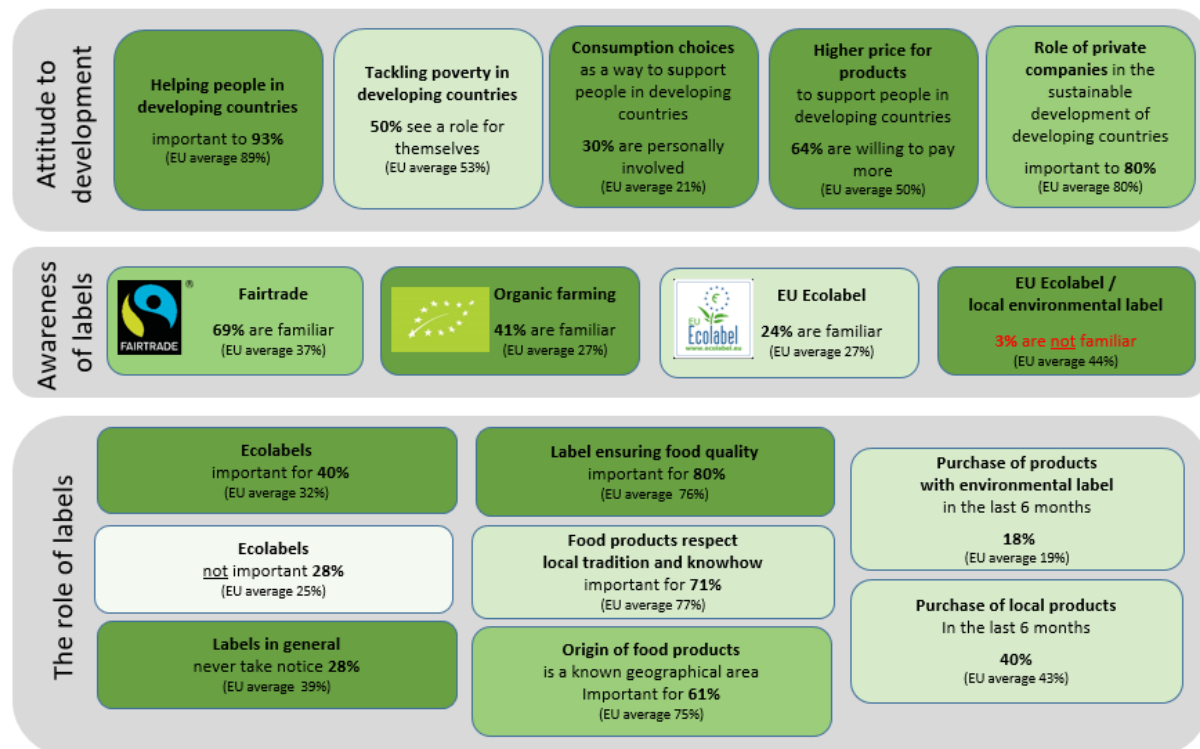 Attitude to
development
Helping people in
developing countries
important to 93%
(EU average 89%)
Tackling poverty in
developing countries
50% see a role for
themselves
(EU average 53%)
Consumption choices
as a way to support
people in developing
countries
30% are personally
involved
(EU average 21%)
Higher price for
products
to support people in
developing countries
64% are willing to pay
more
(EU average 50%)
Role of private
companies in the
sustainable
development of
developing countries
important to 80%
(EU average 80%)
Awareness
of labels
FAIRTRADE
®
Fairtrade
69% are familiar
(EU average 37%)
Organic farming
41% are familiar
(EU average 27%)
EU
Ecolabel
www.ecolabel.eu
EU Ecolabel
24% are familiar
(EU average 27%)
EU Ecolabel /
local environmental label
3% are not familiar
(EU average 44%)
The role of labels
Ecolabels
important for 40%
(EU average 32%)
Ecolabels
not important 28%
(EU average 25%)
Labels in general
never take notice 28%
(EU average 39%)
Label ensuring food quality
important for 80%
(EU average 76%)
Food products respect
local tradition and knowhow
important for 71%
(EU average 77%)
Origin of food products
is a known geographical area
Important for 61%
(EU average 75%)
Purchase of products
with environmental label
in the last 6 months
18%
(EU average 19%)
Purchase of local products
In the last 6 months
40%
(EU average 43%)